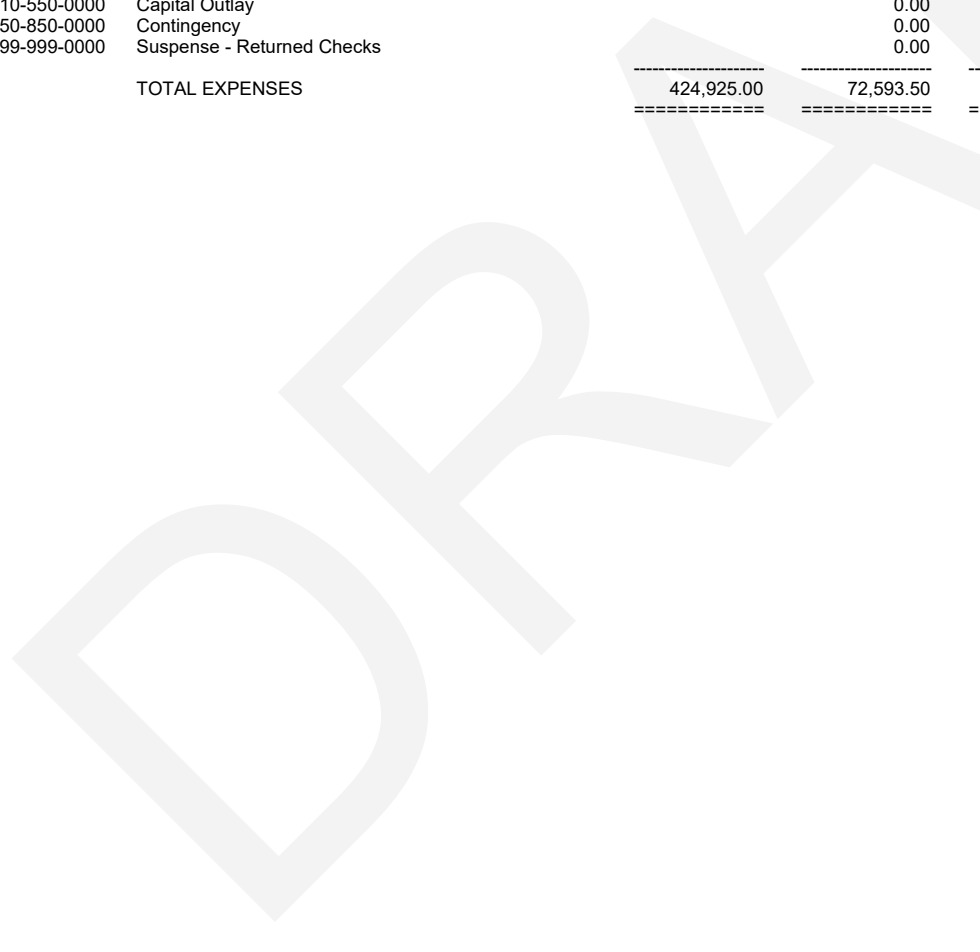 10-550-0000 Capital Outlay 0.00
50-850-0000 Contingency 0.00
99-999-0000 Suspense - Returned Checks 0.00
--------------------- --------------------- --
TOTAL EXPENSES 424,925.00 72,593.50
============ ============ =
DRA